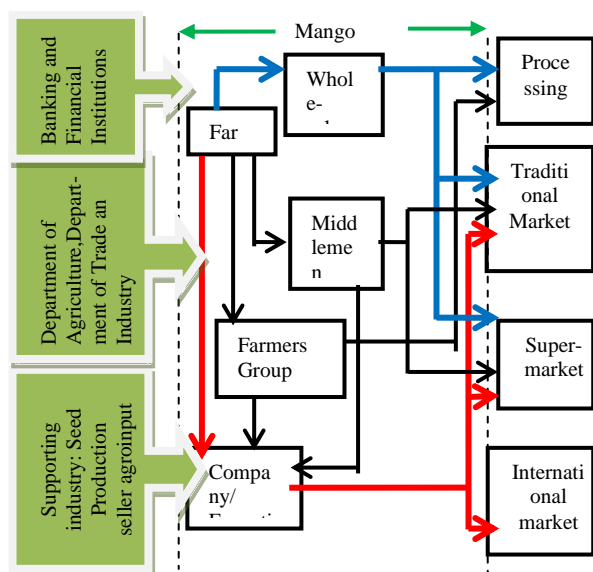 Banking and
Financial
Institutions
Department of
Agriculture,Depart-
ment of Trade an
Industry
Supporting
industry: Seed
Production
seller agroinput
Mango
Whol
e-
Far
Midd
lemen
Farmers
Group
Compa
ny/
Proce
ssing
Traditi
onal
Market
Super-
market
Internati
onal
market